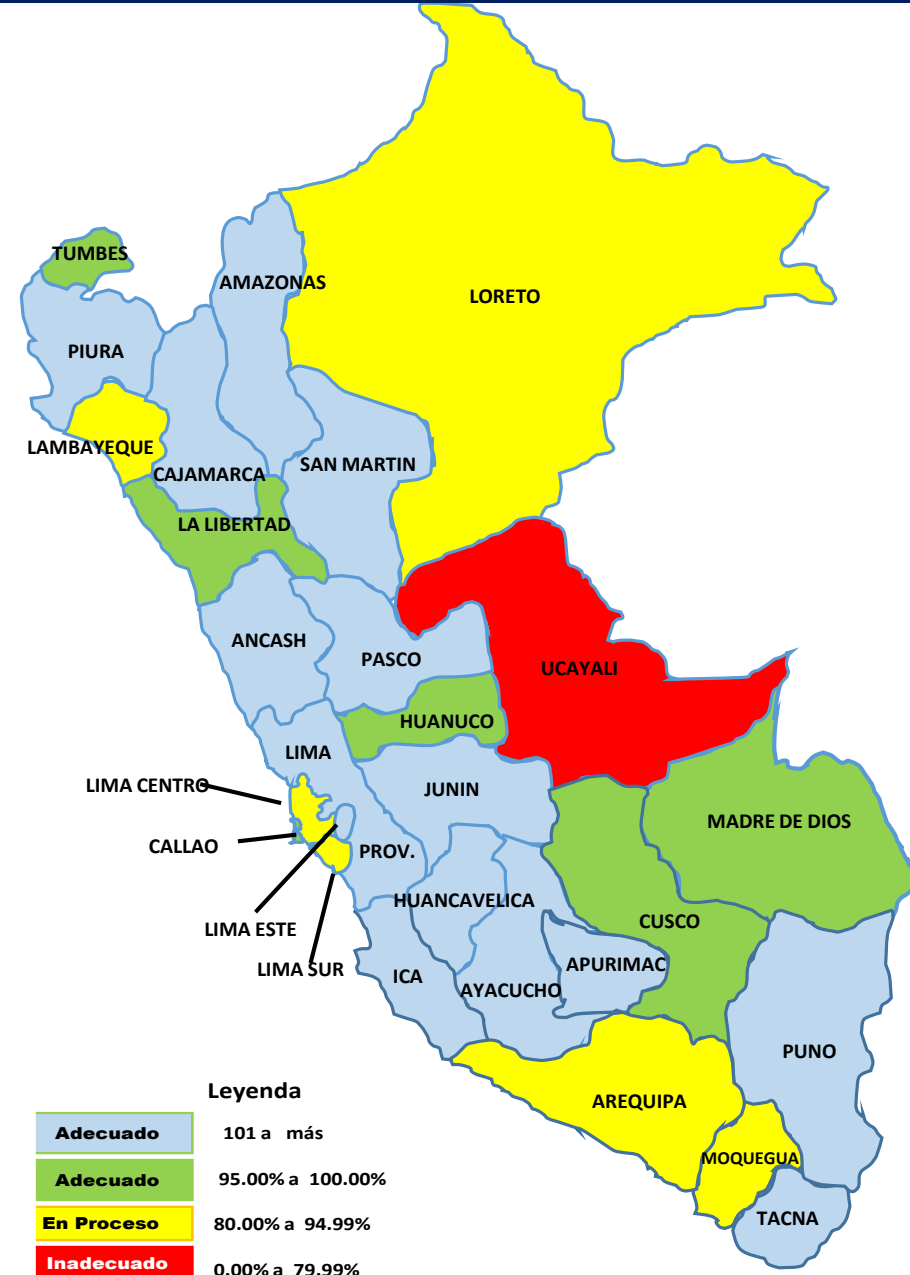 TUMBES
AMAZONAS
LORETO
PIURA
LAMBAYEQUE
CAJAMARCA
SAN MARTIN
LA LIBERTAD
ANCASH
PASCO
UCAYALI
HUANUCO
LIMA
LIMA CENTRO
JUNIN
MADRE DE DIOS
CALLAO
PROV.
HUANCAVELICA
CUSCO
LIMA ESTE
LIMA SUR
ICA
APURIMAC
AYACUCHO
PUNO
AREQUIPA
MOQUEGUA
TACNA
Leyenda
Adecuado 101 a más
Adecuado 95.00% a 100.00%
En Proceso 80.00% a 94.99%
Inadecuado 0.00% a 79.99%